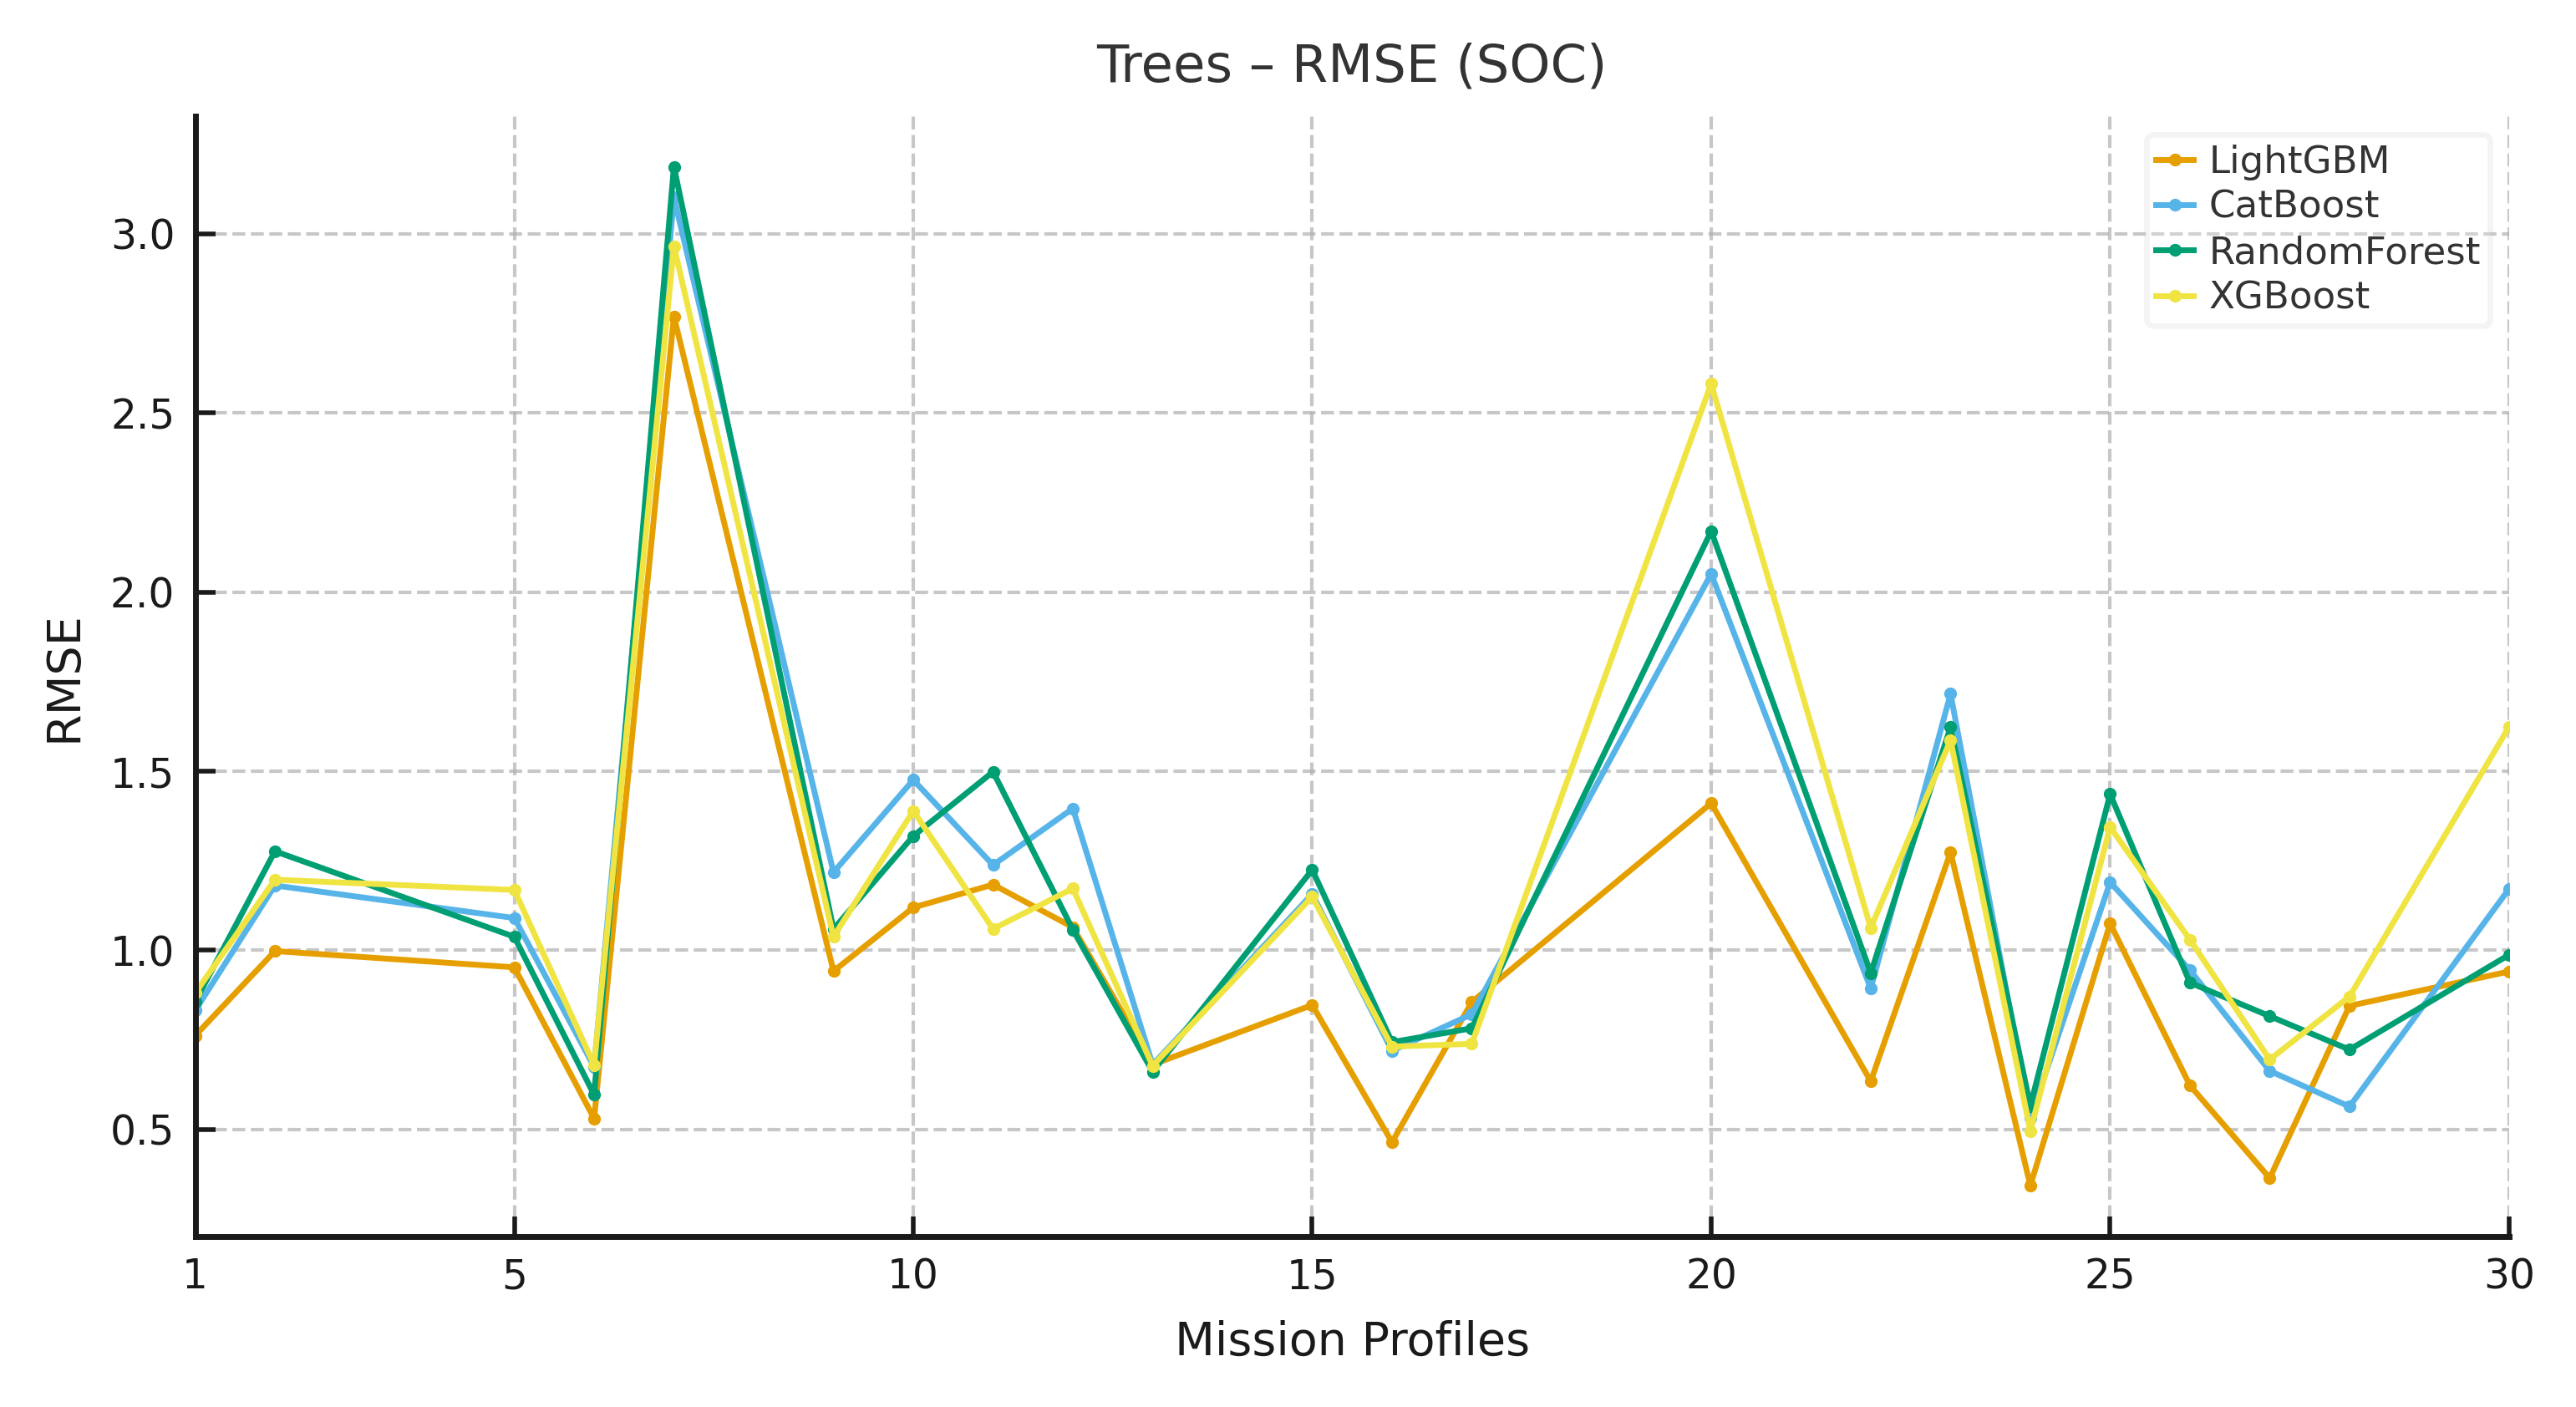 Trees – RMSE (SOC)
LightGBM
CatBoost
RandomForest
XGBoost
RMSE
3.0
2.5
2.0
1.5
1.0
0.5
1 5 10 15 20 25 30
Mission Profiles